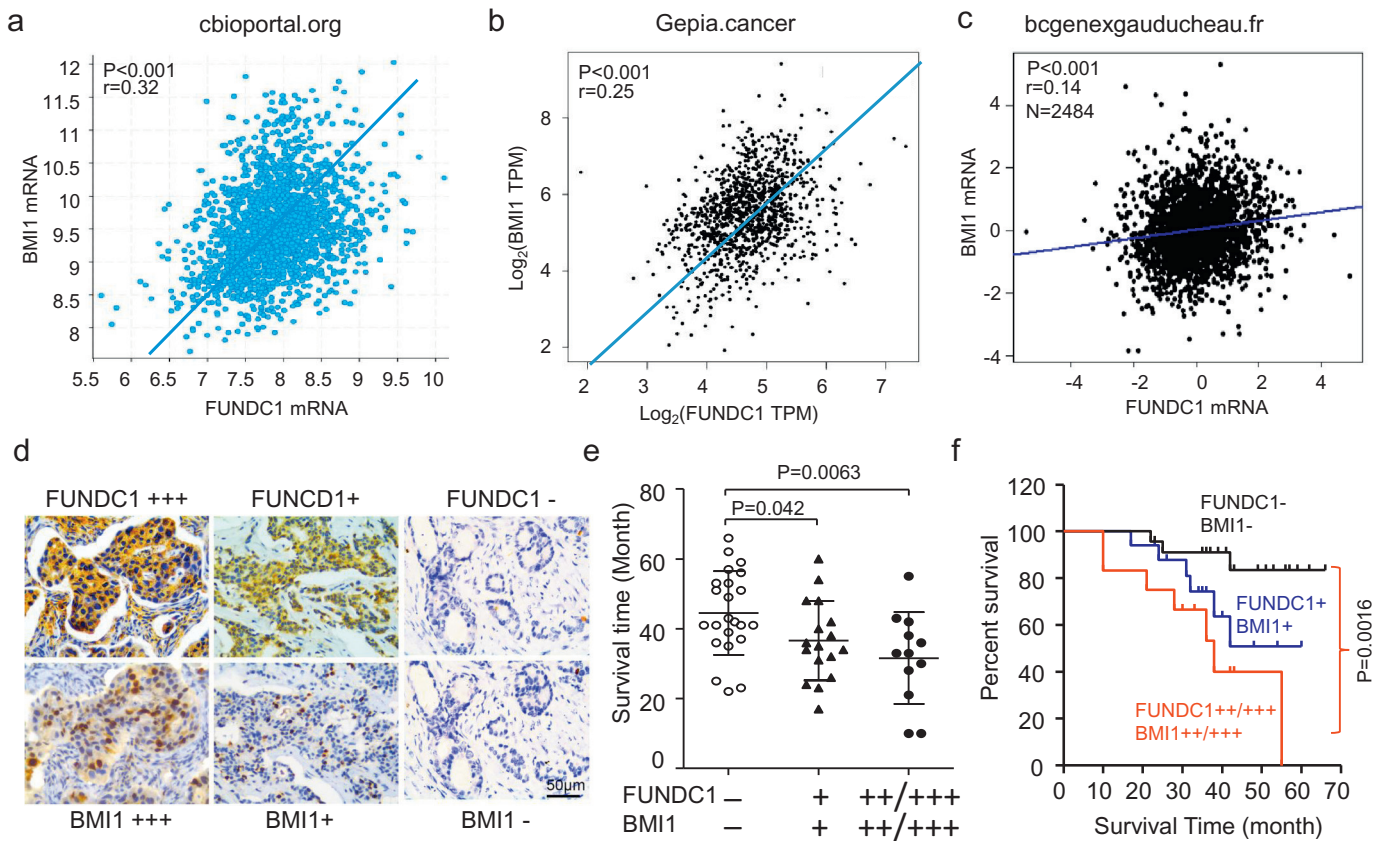 a
cbioportal.org
P<0.001
r=0.32
BMI1 mRNA
12
11.5
11
10.5
10
9.5
9
8.5
8
5.5 6 6.5 7 7.5 8 8.5 9 9.5 10
FUNDC1 mRNA
b
Gepia.cancer
P<0.001
r=0.25
Log2(BMI1 TPM)
8
6
4
2
2 3 4 5 6 7
Log2(FUNDC1 TPM)
c
bcgenexgauducheau.fr
P<0.001
r=0.14
N=2484
BMI1 mRNA
4
2
0
-2
-4
-4 -2 0 2 4
FUNDC1 mRNA
d
FUNDC1 +++ FUNCD1+ FUNDC1 -
50μm
BMI1 +++ BMI1+ BMI1 -
e
P=0.0063
P=0.042
Survival time (Month)
80
60
40
20
0
FUNDC1 – + ++/+++
BMI1 – + ++/+++
f
Percent survival
120
100
80
60
40
20
0
FUNDC1-
BMI1-
FUNDC1+
BMI1+
FUNDC1++/+++
BMI1++/+++
P=0.0016
0 10 20 30 40 50 60 70
Survival Time (month)